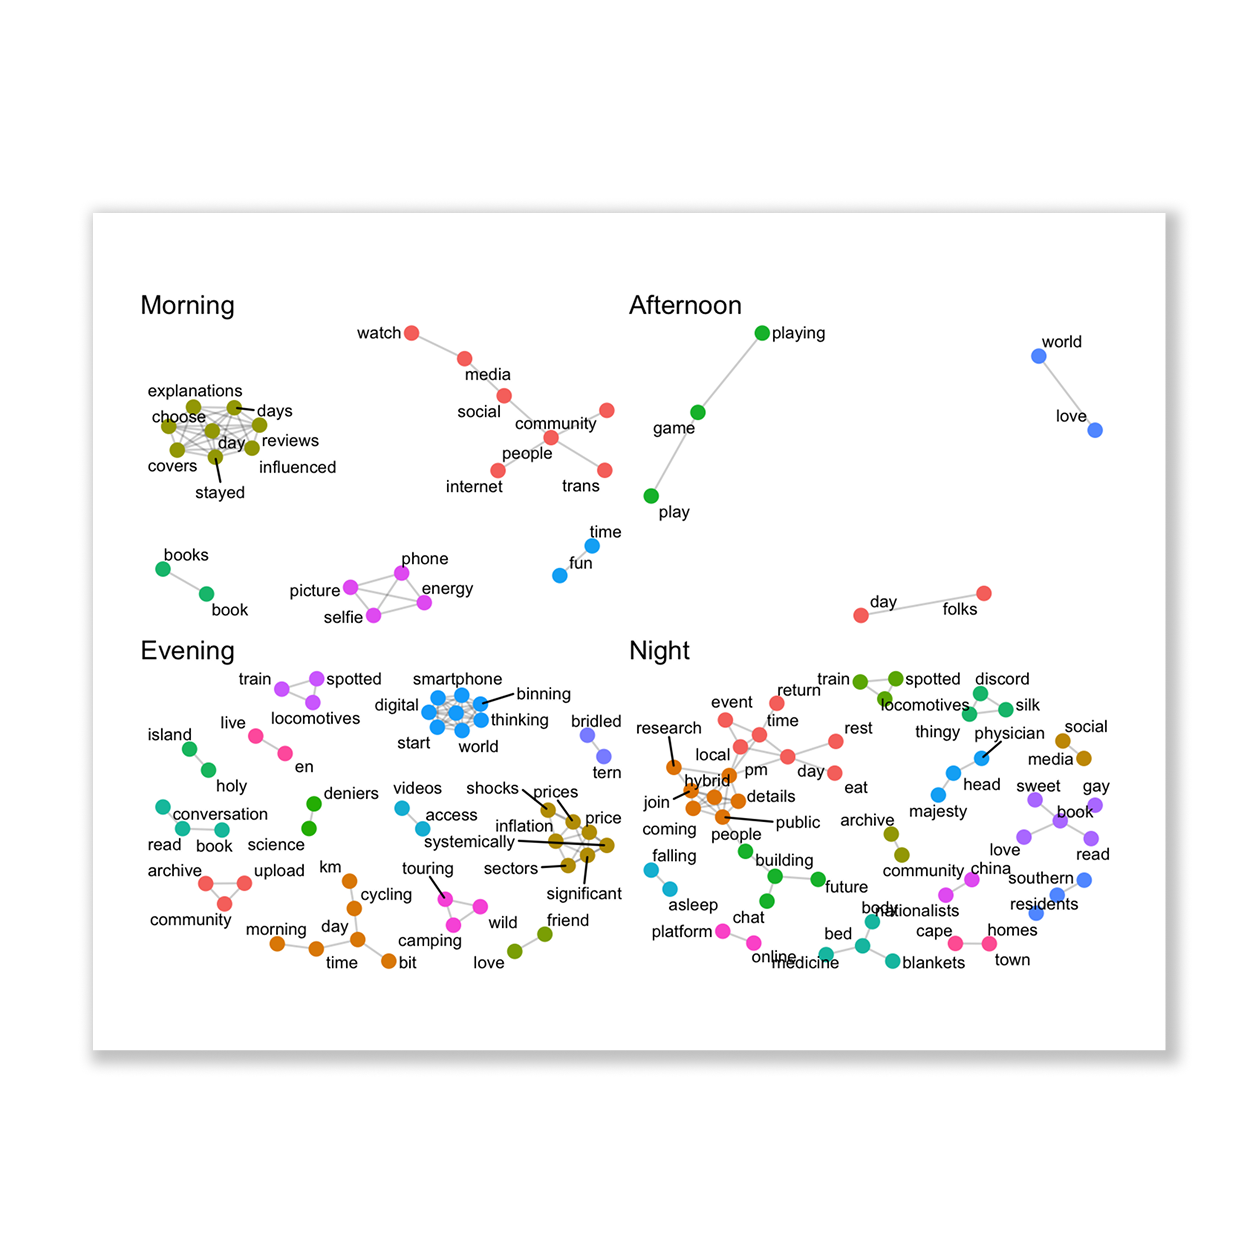 Morning
watch
media
explanations
choose
days
social
community
day
reviews
people
covers
influenced
internet
trans
stayed
time
books
phone
fun
picture
energy
book
selfie
Afternoon
playing
world
love
game
play
day
folks
Evening
train
spotted
smartphone
binning
digital
locomotives
live
thinking
bridled
island
start
world
en
tern
holy
videos
shocks
prices
deniers
conversation
access
inflation
price
read
book
science
systemically
archive
upload
km
touring
sectors
cycling
significant
community
wild
friend
morning
day
camping
time
bit
love
Night
train
spotted
discord
return
event
locomotives
silk
time
research
rest
thingy
physician
social
local
media
pm
day
hybrid
head
sweet
gay
eat
join
details
majesty
book
coming
people
public
archive
love
read
falling
building
community
china
southern
asleep
future
residents
chat
body
nationalists
platform
bed
cape
homes
online
medicine
blankets
town